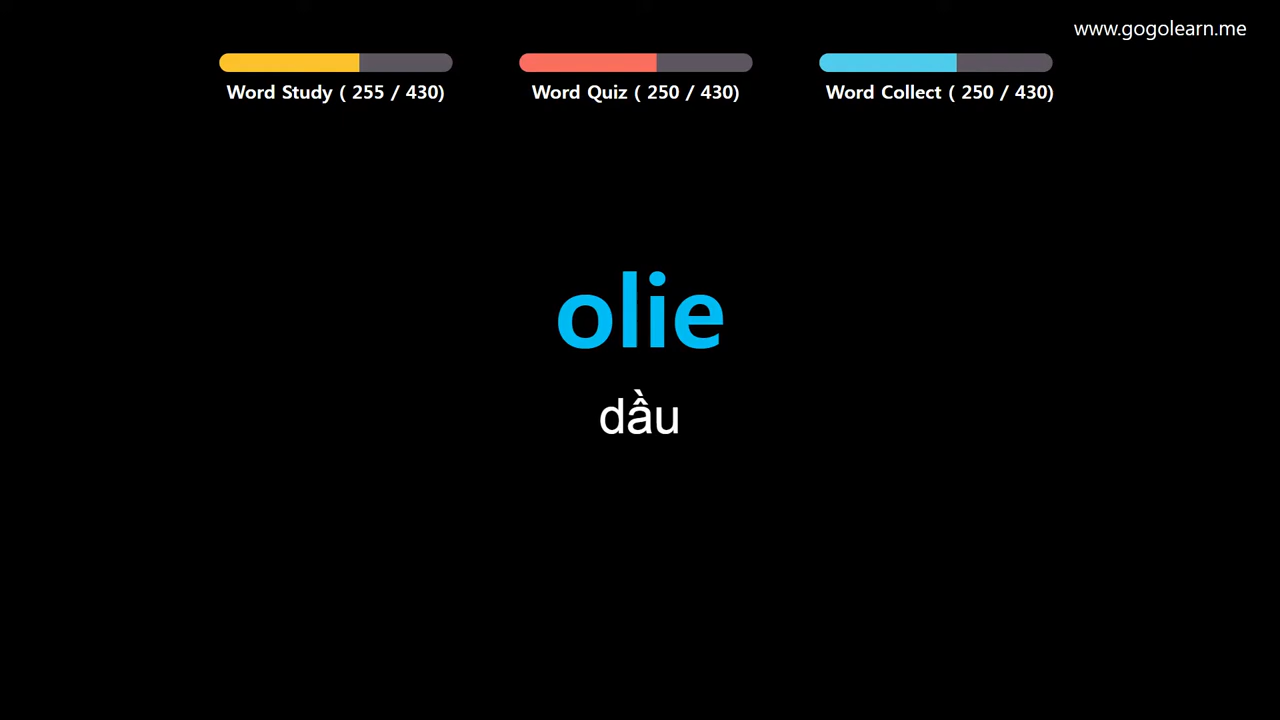 www.gogolearn.me
Word Study ( 255 / 430)
Word Quiz ( 250 / 430)
Word Collect ( 250 / 430)
olie
dầu